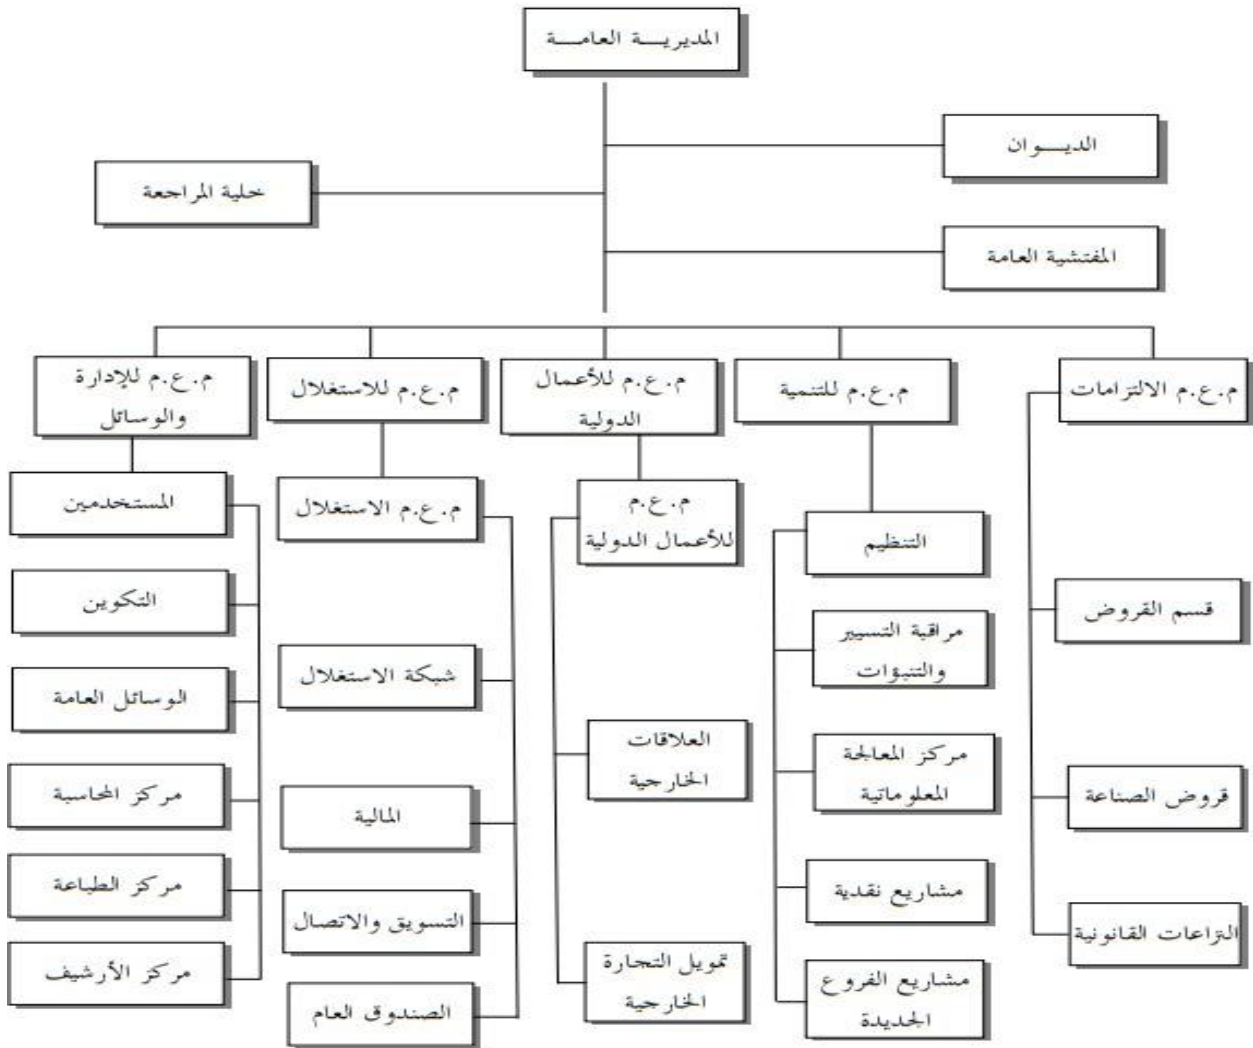 المديريـــة العامـــة
الديـــوان
خلية المراجعة
المفتشية العامة
م.ع.م الالتزامات
م.ع.م للتنمية
م.ع.م للأعمال
الدولية
م.ع.م للاستغلال
م.ع.م للإدارة
والوسائل
قسم القروض
قروض الصناعة
النزاعات القانونية
التنظيم
مراقبة التسيير
والتنبؤات
مركز المعالجة
المعلوماتية
مشاريع نقدية
مشاريع الفروع
الجديدة
م.ع.م
للأعمال الدولية
العلاقات
الخارجية
تمويل التجارة
الخارجية
م.ع.م الاستغلال
شبكة الاستغلال
المالية
التسويق والاتصال
الصندوق العام
المستخدمين
التكوين
الوسائل العامة
مركز المحاسبة
مركز الطباعة
مركز الأرشيف